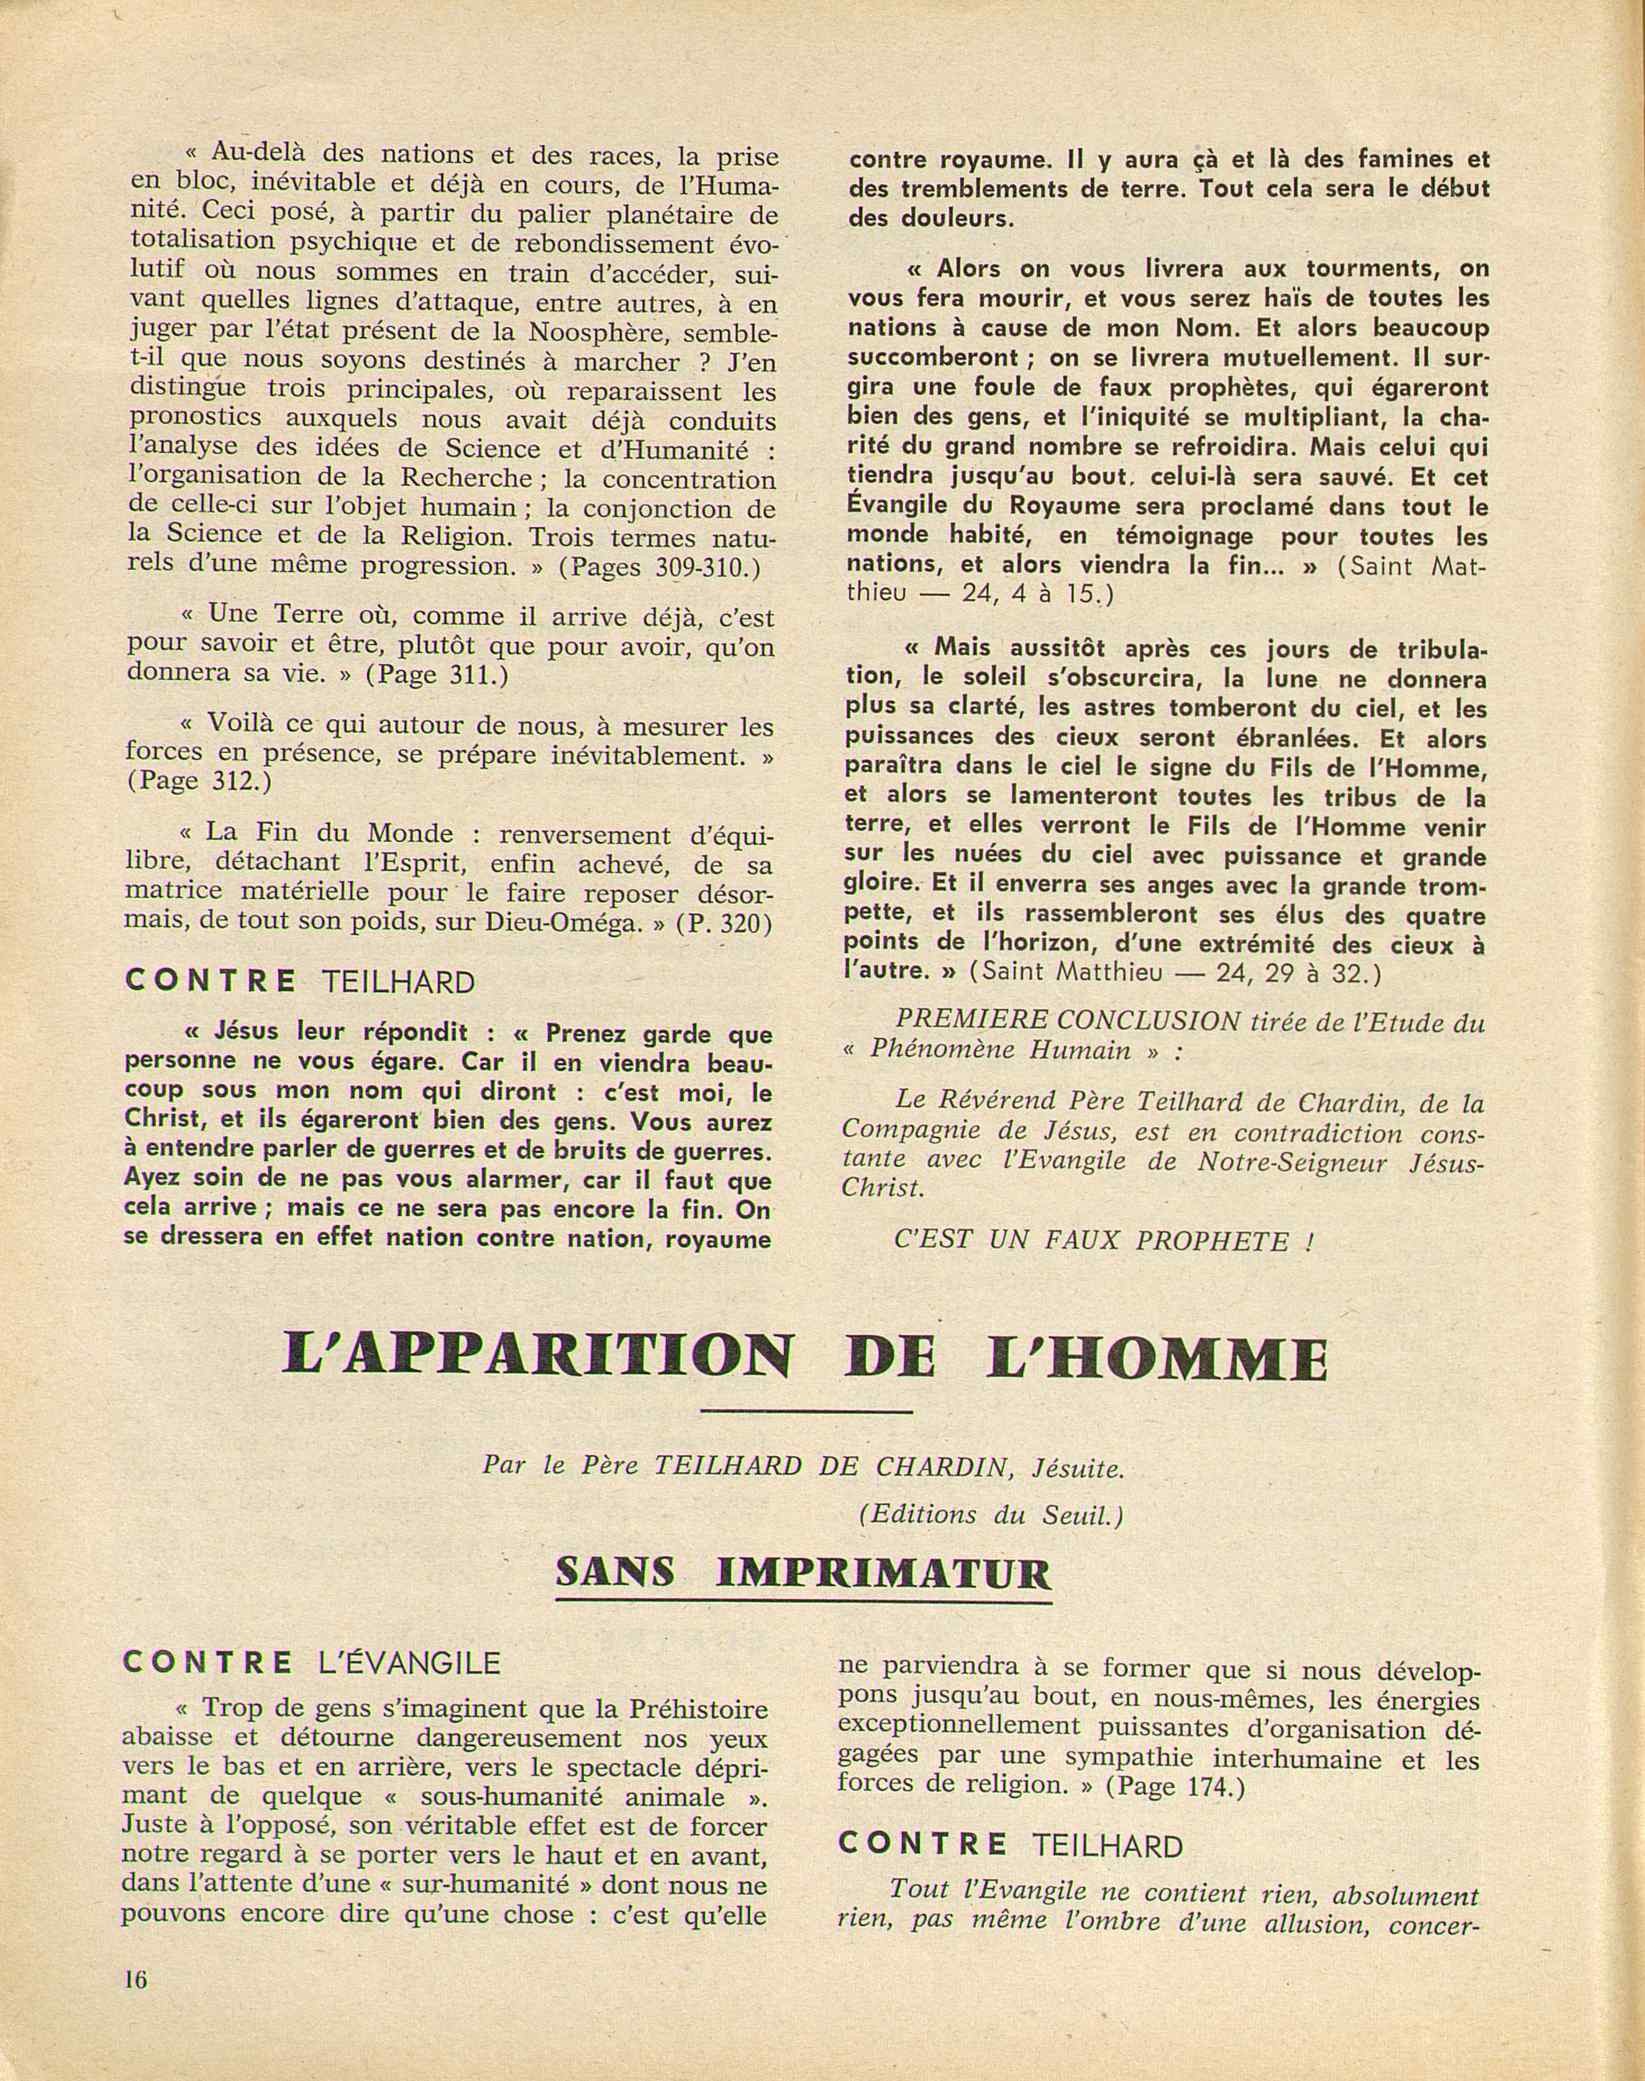 « Au-delà des nations et des races, la prise
en bloc, inévitable et déjà en cours, de l'Huma-
nité. Ceci posé, à partir du palier planétaire de
totalisation psychique et de rebondissement évo-
lutif où nous sommes en train d'accéder, sui-
vant quelles lignes d'attaque, entre autres, à en
juger par l'état présent de la Noosphère, semble-
t-il que nous soyons destinés à marcher ? J'en
distingue trois principales, où reparaissent les
pronostics auxquels nous avait déjà conduits
l'analyse des idées de Science et d'Humanité :
l'organisation de la Recherche ; la concentration
de celle-ci sur l'objet humain ; la conjonction de
la Science et de la Religion. Trois termes natu-
rels d'une même progression. » (Pages 309-310.)
« Une Terre où, comme il arrive déjà, c'est
pour savoir et être, plutôt que pour avoir, qu'on
donnera sa vie. » (Page 311.)
« Voilà ce qui autour de nous, à mesurer les
forces en présence, se prépare inévitablement. »
(Page 312.)
« La Fin du Monde : renversement d'équi-
libre, détachant l'Esprit, enfin achevé, de sa
matrice matérielle pour le faire reposer désor-
mais, de tout son poids, sur Dieu-Oméga. » (P. 320)
CONTRE TEILHARD
« Jésus leur répondit : « Prenez garde que
personne ne vous égare. Car il en viendra beau-
coup sous mon nom qui diront : c'est moi, le
Christ, et ils égareront bien des gens. Vous aurez
à entendre parler de guerres et de bruits de guerres.
Ayez soin de ne pas vous alarmer, car il faut que
cela arrive ; mais ce ne sera pas encore la fin. On
se dressera en effet nation contre nation, royaume
contre royaume. Il y aura çà et là des famines et
des tremblements de terre. Tout cela sera le début
des douleurs.
« Alors on vous livrera aux tourments, on
vous fera mourir, et vous serez haïs de toutes les
nations à cause de mon Nom. Et alors beaucoup
succomberont ; on se livrera mutuellement. Il sur-
gira une foule de faux prophètes, qui égareront
bien des gens, et l'iniquité se multipliant, la cha-
rité du grand nombre se refroidira. Mais celui qui
tiendra jusqu'au bout, celui-là sera sauvé. Et cet
Évangile du Royaume sera proclamé dans tout le
monde habité, en témoignage pour toutes les
nations, et alors viendra la fin... » (Saint Mat-
thieu — 24, 4 à 15.)
« Mais aussitôt après ces jours de tribula-
tion, le soleil s'obscurcira, la lune ne donnera
plus sa clarté, les astres tomberont du ciel, et les
puissances des cieux seront ébranlées. Et alors
paraîtra dans le ciel le signe du Fils de l'Homme,
et alors se lamenteront toutes les tribus de la
terre, et elles verront le Fils de l'Homme venir
sur les nuées du ciel avec puissance et grande
gloire. Et il enverra ses anges avec la grande trom-
pette, et ils rassembleront ses élus des quatre
points de l'horizon, d'une extrémité des cieux à
l'autre. » (Saint Matthieu — 24, 29 à 32.)
PREMIERE CONCLUSION tirée de l'Etude du
« Phénomène Humain » :
Le Révérend Père Teilhard de Chardin, de la
Compagnie de Jésus, est en contradiction cons-
tante avec l'Evangile de Notre-Seigneur Jésus-
Christ.
C'EST UN FAUX PROPHETE !
L'APPARITION DE L'HOMME
Par le Père TEILHARD DE CHARDIN, Jésuite.
(Editions du Seuil.)
SANS IMPRIMATUR
CONTRE L'ÉVANGILE
« Trop de gens s'imaginent que la Préhistoire
abaisse et détourne dangereusement nos yeux
vers le bas et en arrière, vers le spectacle dépri-
mant de quelque « sous-humanité animale ».
Juste à l'opposé, son véritable effet est de forcer
notre regard à se porter vers le haut et en avant,
dans l'attente d'une « sur-humanité » dont nous ne
pouvons encore dire qu'une chose : c'est qu'elle
ne parviendra à se former que si nous dévelop-
pons jusqu'au bout, en nous-mêmes, les énergies
exceptionnellement puissantes d'organisation dé-
gagées par une sympathie interhumaine et les
forces de religion. » (Page 174.)
CONTRE TEILHARD
Tout l'Evangile ne contient rien, absolument
rien, pas même l'ombre d'une allusion, concer-
16